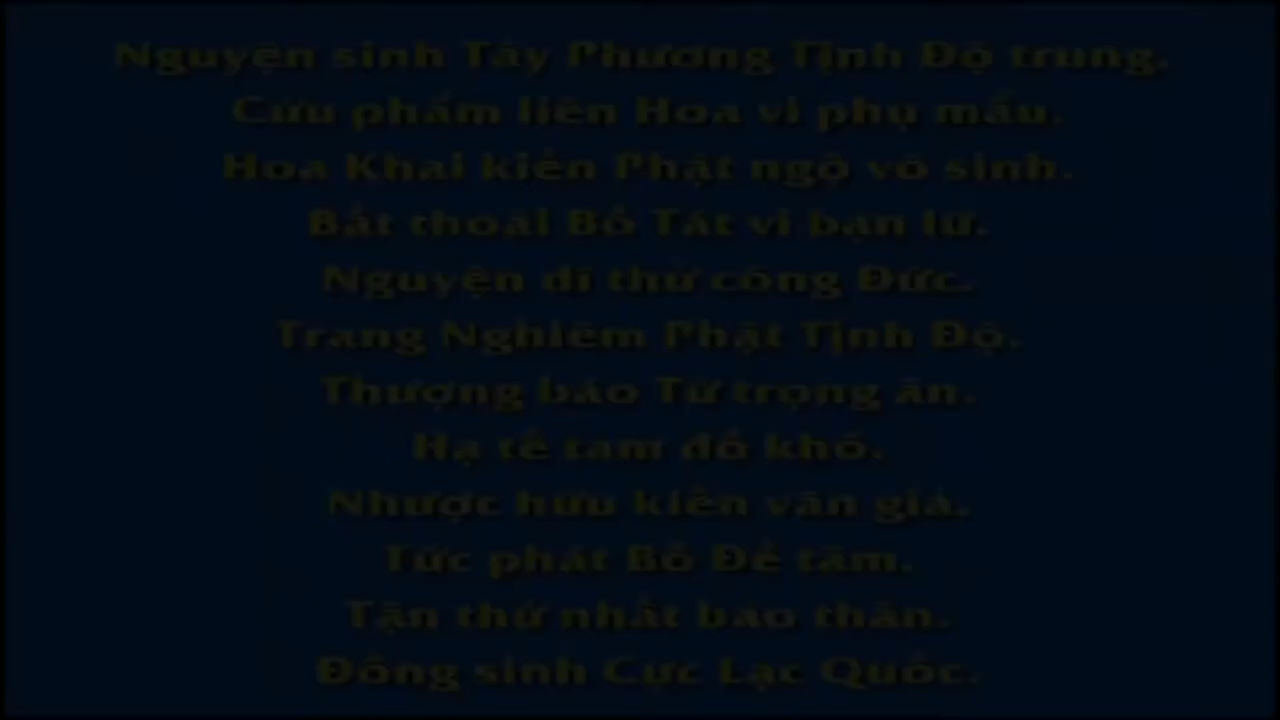 Nguyện sinh Tây Phương Tịnh Độ trung.
Cửu phẩm liên Hoa vi phụ mẩu.
Hoa Khai kiến Phật ngộ vô sinh.
Bất thoái Bồ Tát vi bạn lữ.
Nguyện dĩ thử công Đức.
Trang Nghiêm Phật Tịnh Độ.
Thượng báo Tứ trọng ân.
Hạ tế tam đồ khổ.
Nhược hữu kiến văn giả.
Tức phát Bồ Đề tâm.
Tận thử nhất báo thân.
Đồng sinh Cực Lạc Quốc.